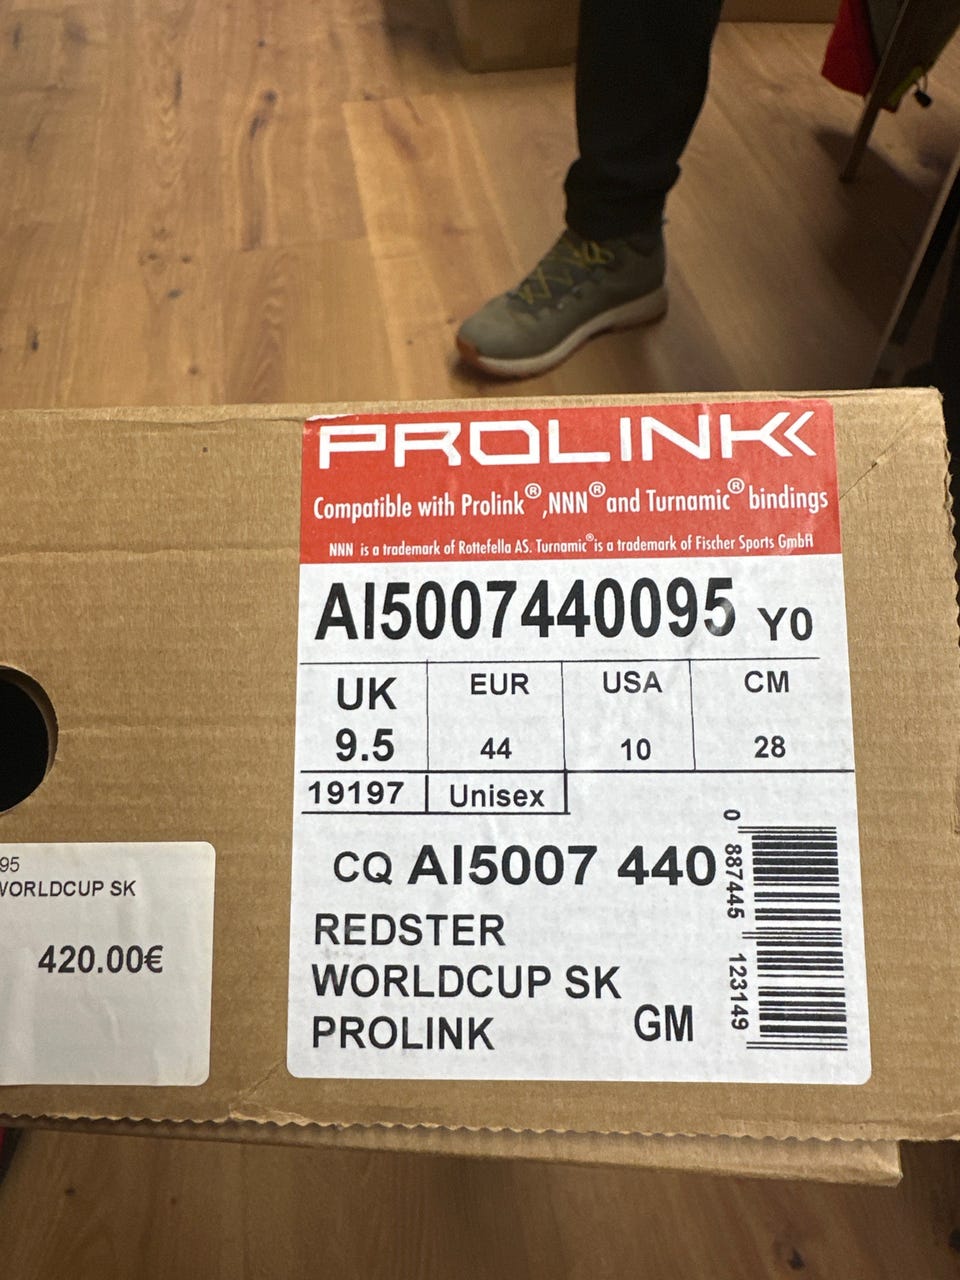 PROLINK
Compatible with Prolink®,NNN® and Turnamic® bindings
NNN is a trademark of Rottefella AS. Turnamic® is a trademark of Fischer Sports GmbH
AI5007440095 Y0
UK EUR USA CM
9.5 44 10 28
19197 Unisex
CQ AI5007 440
REDSTER
WORLDCUP SK
PROLINK GM
0 887445 123149
95
WORLDCUP SK
420.00€